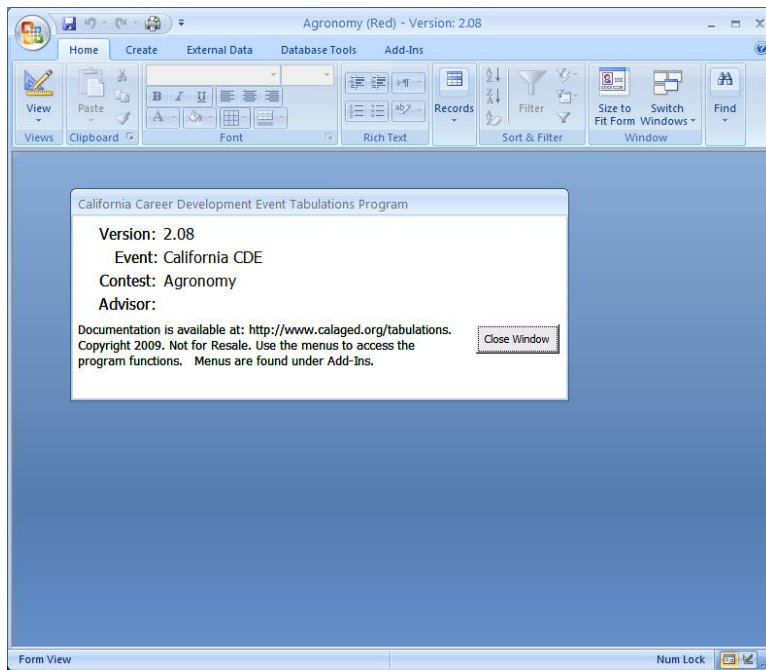 Agronomy (Red) - Version: 2.08
Home Create External Data Database Tools Add-Ins
View Paste B I U A ab Records Filter Size to Fit Form Switch Windows Find
Views Clipboard Font Rich Text Sort & Filter Window
California Career Development Event Tabulations Program
Version: 2.08
Event: California CDE
Contest: Agronomy
Advisor:
Documentation is available at: http://www.calaged.org/tabulations.
Copyright 2009. Not for Resale. Use the menus to access the
program functions. Menus are found under Add-Ins.
Close Window
Form View Num Lock